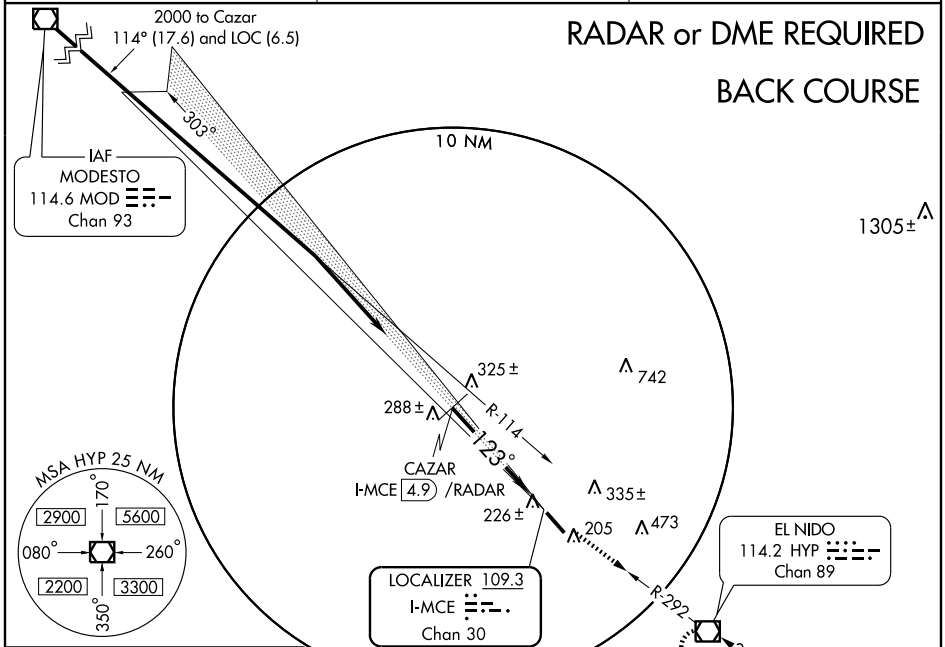 2000 to Cazar
114° (17.6) and LOC (6.5)
RADAR or DME REQUIRED
BACK COURSE
303°
10 NM
IAF
MODESTO
114.6 MOD
Chan 93
1305±
325±
742
288±
R-114
123°
CAZAR
I-MCE 4.9 /RADAR
335±
226±
205
473
MSA HYP 25 NM
170°
2900
5600
080°
260°
2200
3300
350°
EL NIDO
114.2 HYP
Chan 89
LOCALIZER 109.3
I-MCE
Chan 30
R-292